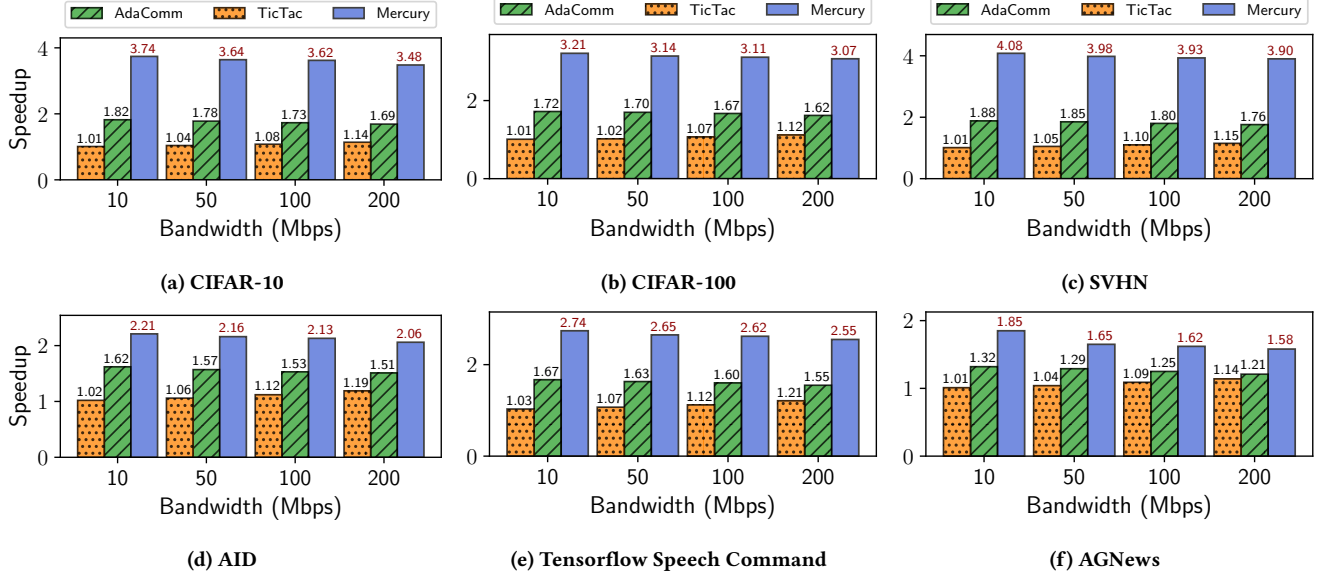 AdaComm TicTac Mercury
Speedup
4
2
0
1.01 1.82 3.74
1.04 1.78 3.64
1.08 1.73 3.62
1.14 1.69 3.48
10 50 100 200
Bandwidth (Mbps)
(a) CIFAR-10
AdaComm TicTac Mercury
2
0
1.01 1.72 3.21
1.02 1.70 3.14
1.07 1.67 3.11
1.12 1.62 3.07
10 50 100 200
Bandwidth (Mbps)
(b) CIFAR-100
AdaComm TicTac Mercury
4
2
0
1.01 1.88 4.08
1.05 1.85 3.98
1.10 1.80 3.93
1.15 1.76 3.90
10 50 100 200
Bandwidth (Mbps)
(c) SVHN
Speedup
2
1
0
1.02 1.62 2.21
1.06 1.57 2.16
1.12 1.53 2.13
1.19 1.51 2.06
10 50 100 200
Bandwidth (Mbps)
(d) AID
2
0
1.03 1.67 2.74
1.07 1.63 2.65
1.12 1.60 2.62
1.21 1.55 2.55
10 50 100 200
Bandwidth (Mbps)
(e) Tensorflow Speech Command
2
1
0
1.01 1.32 1.85
1.04 1.29 1.65
1.09 1.25 1.62
1.14 1.21 1.58
10 50 100 200
Bandwidth (Mbps)
(f) AGNews